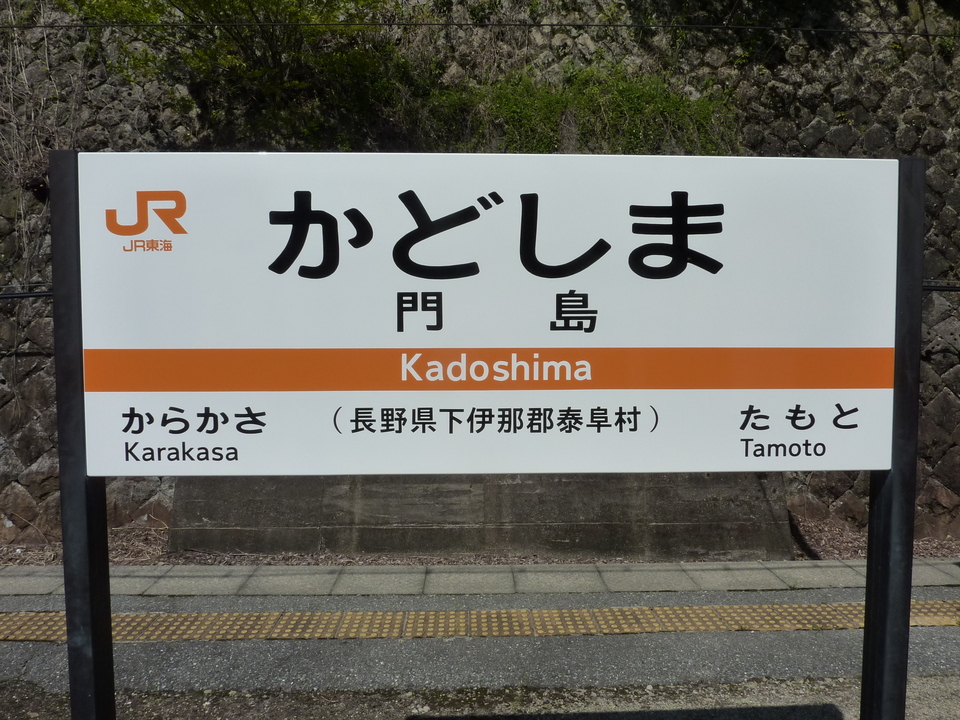 JR
JR東海
かどしま
門 島
Kadoshima
からかさ
Karakasa
(長野県下伊那郡泰阜村)
たもと
Tamoto